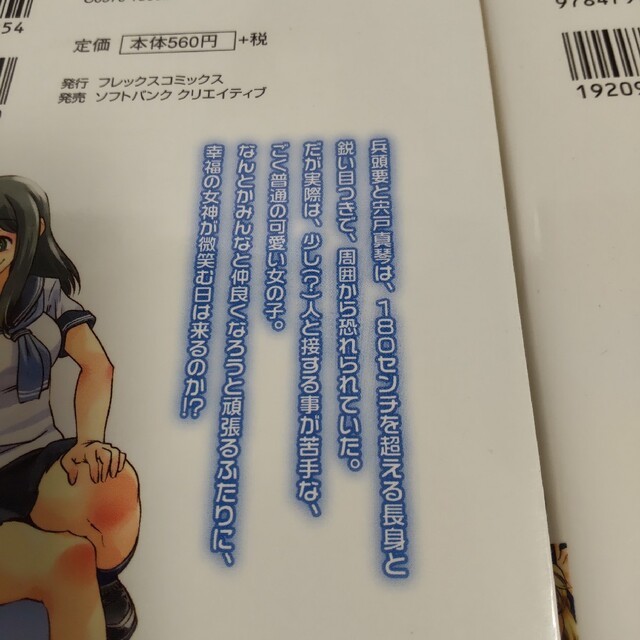 54
978419
定価 本体560円 +税
発行 フレックスコミックス
発売 ソフトバンク クリエイティブ
19209
兵頭要と宍戸真琴は、180センチを超える長身と
鋭い目つきで、周囲から恐れられていた。
だが実際は、少し(?)人と接する事が苦手な、
ごく普通の可愛い女の子。
なんとかみんなと仲良くなろうと頑張るふたりに、
幸福の女神が微笑む日は来るのか!?